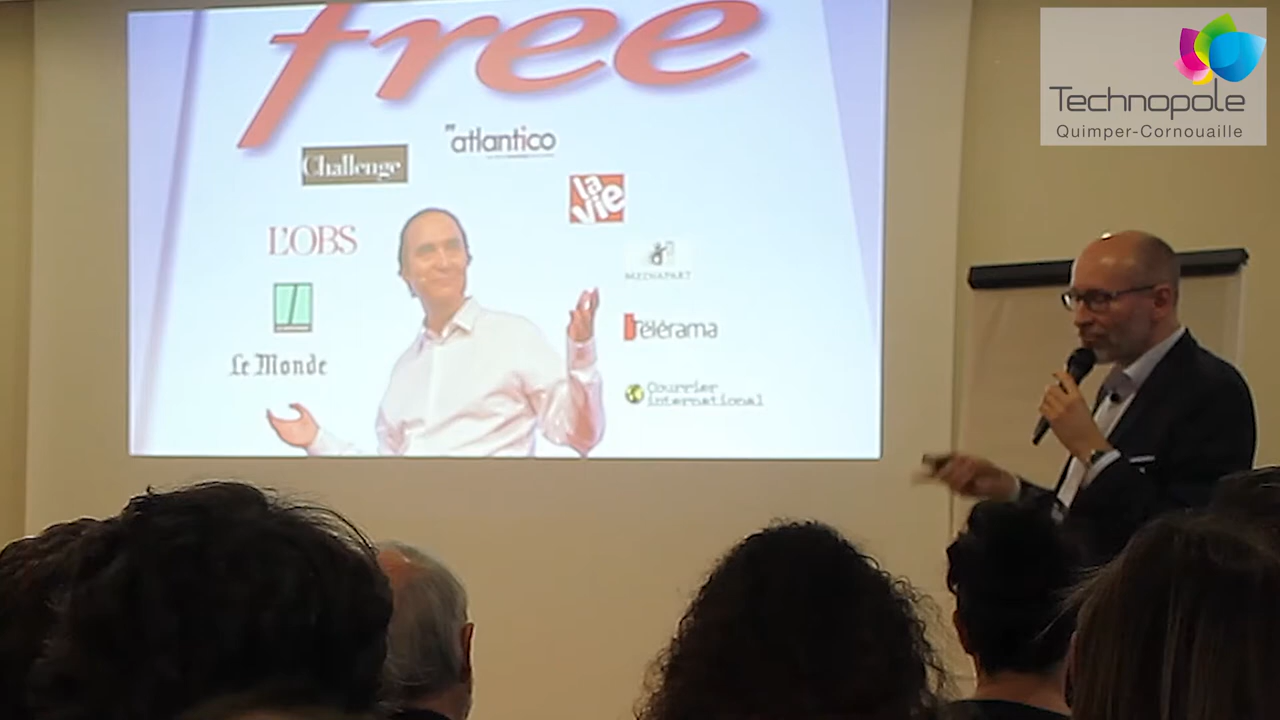 free
Technopole
Quimper-Cornouaille
"atlantico
Challenge
la
vie
L'OBS
MEDIAPART
Télérama
Le Monde
Courrier
international